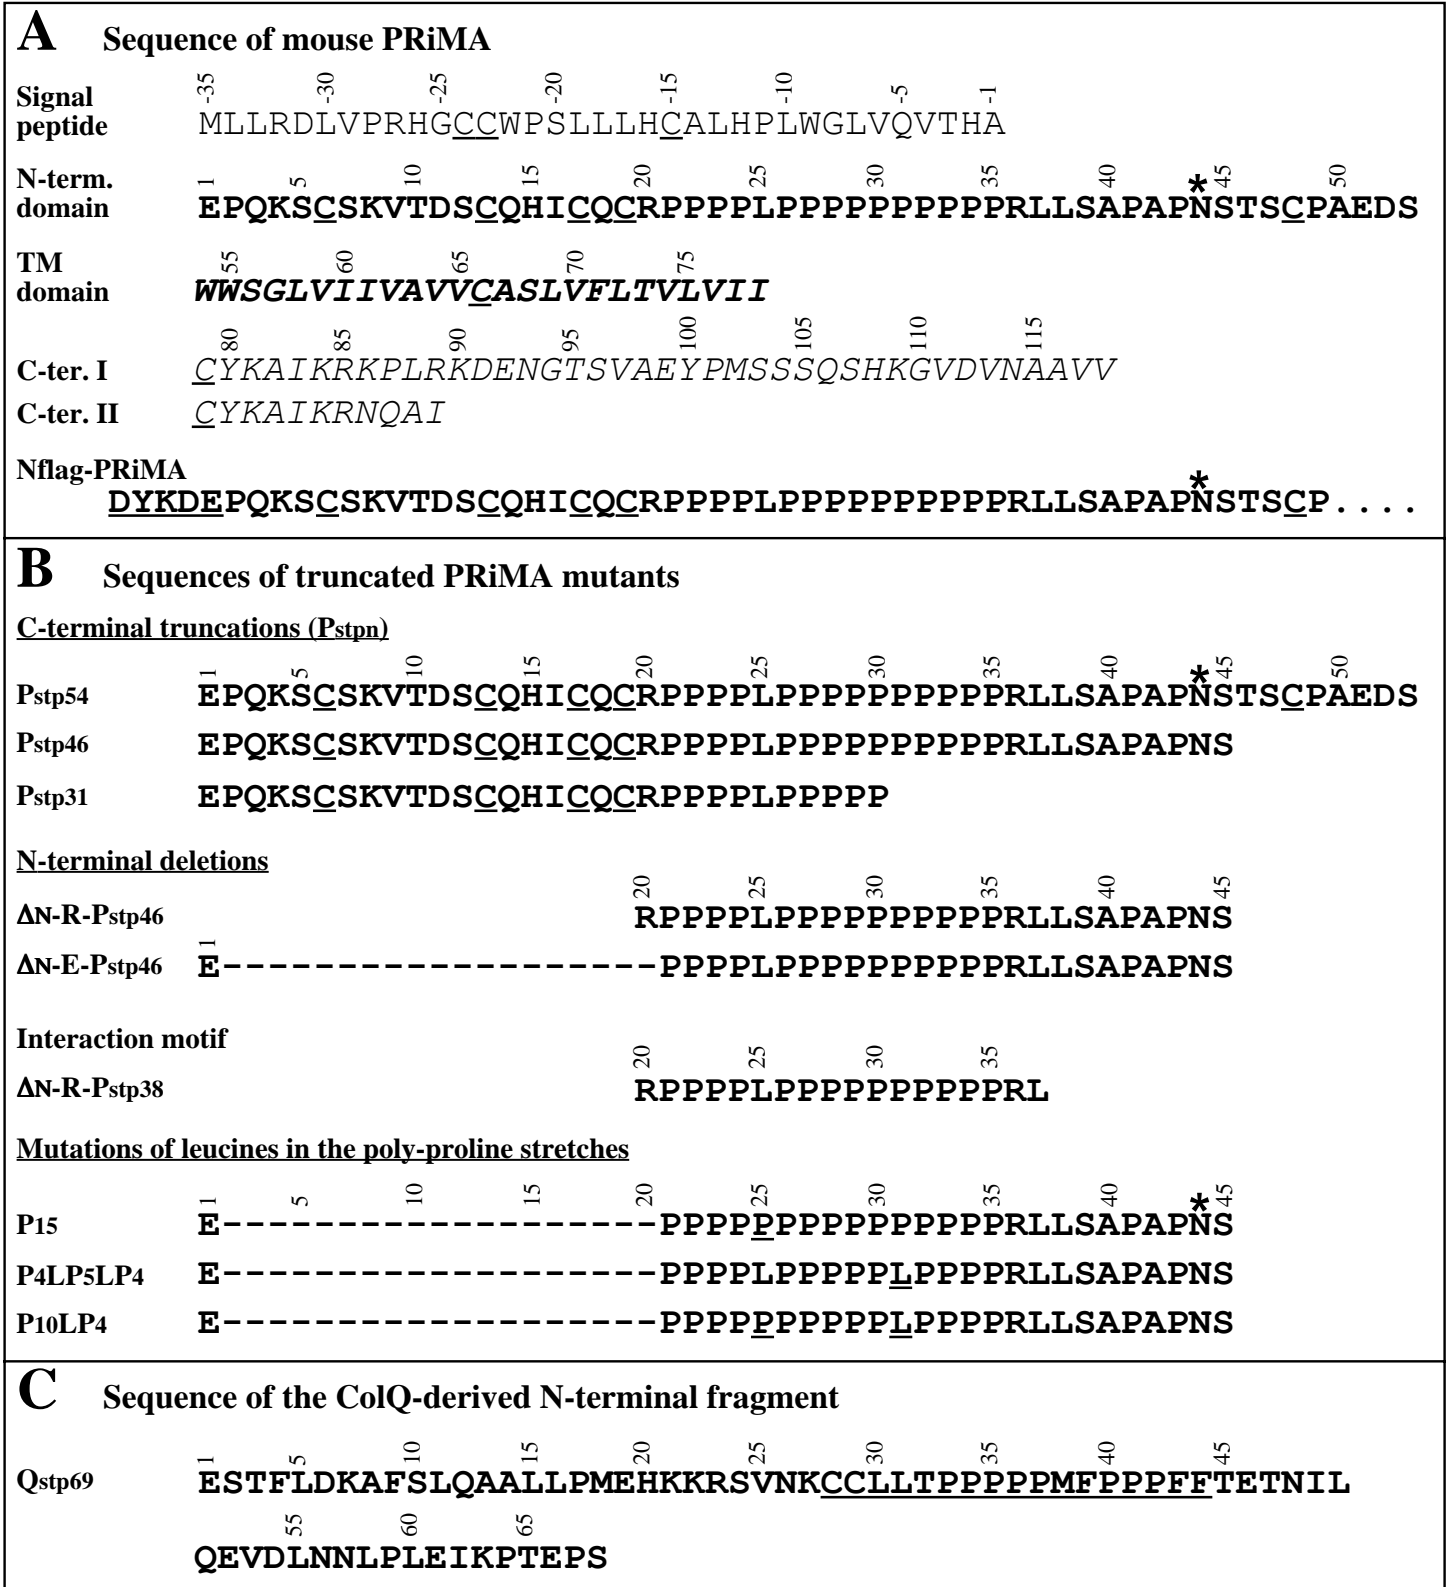 A Sequence of mouse PRiMA
-35 -30 -25 -20 -15 -10 -5 -1
Signal
peptide MLLRDLVPRHGCCWPSLLLHCALHPLWGLVQVTHA
N-term. 1 5 10 15 20 25 30 35 40 * 45 50
domain EPQKSCSKVTDSCQHICQCRPPPPLPPPPPPPPPPRLLSAPAPNSTSCPAEDS
TM 55 60 65 70 75
domain WWSGLVIIVAVVCASLVFLTVLVII
80 85 90 95 100 105 110 115
C-ter. I CYKAIKRKPLRKDENGTSVAEYPMSSSQSHKGVDVNAAVV
C-ter. II CYKAIKRNQAI
Nflag-PRiMA *
DYKDEPQKSCSKVTDSCQHICQCRPPPPLPPPPPPPPPPRLLSAPAPNSTSCP....
B Sequences of truncated PRiMA mutants
C-terminal truncations (Pstpn)
1 5 10 15 20 25 30 35 40 * 45 50
Pstp54 EPQKSCSKVTDSCQHICQCRPPPPLPPPPPPPPPPRLLSAPAPNSTSCPAEDS
Pstp46 EPQKSCSKVTDSCQHICQCRPPPPLPPPPPPPPPPRLLSAPAPNS
Pstp31 EPQKSCSKVTDSCQHICQCRPPPPLPPPPP
N-terminal deletions
20 25 30 35 40 45
ΔN-R-Pstp46 RPPPPLPPPPPPPPPPRLLSAPAPNS
1
ΔN-E-Pstp46 E-------------------PPPPLPPPPPPPPPPRLLSAPAPNS
Interaction motif
20 25 30 35
ΔN-R-Pstp38 RPPPPLPPPPPPPPPPRL
Mutations of leucines in the poly-proline stretches
1 5 10 15 20 25 30 35 40 * 45
P15 E-------------------PPPPPPPPPPPPPPPRLLSAPAPNS
P4LP5LP4 E-------------------PPPPLPPPPPLPPPPRLLSAPAPNS
P10LP4 E-------------------PPPPPPPPPPLPPPPRLLSAPAPNS
C Sequence of the ColQ-derived N-terminal fragment
1 5 10 15 20 25 30 35 40 45
Qstp69 ESTFLDKAFSLQAALLPMEHKKRSVNKCCLLTPPPPPMFPPPFFTETNIL
55 60 65
QEVDLNNLPLEIKPTEPS